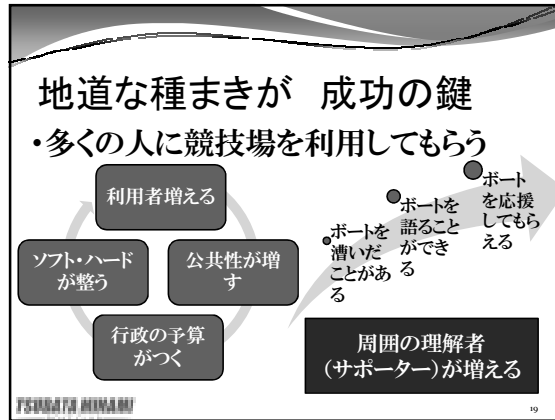 地道な種まきが 成功の鍵
・多くの人に競技場を利用してもらう
利用者増える
ソフト・ハード
が整う
公共性が増
す
行政の予算
がつく
ボートを
漕いだ
ことがあ
る
ボートを
語ること
ができ
る
ボート
を応援
してもら
える
周囲の理解者
(サポーター)が増える
TSUBATA MINAMI
19